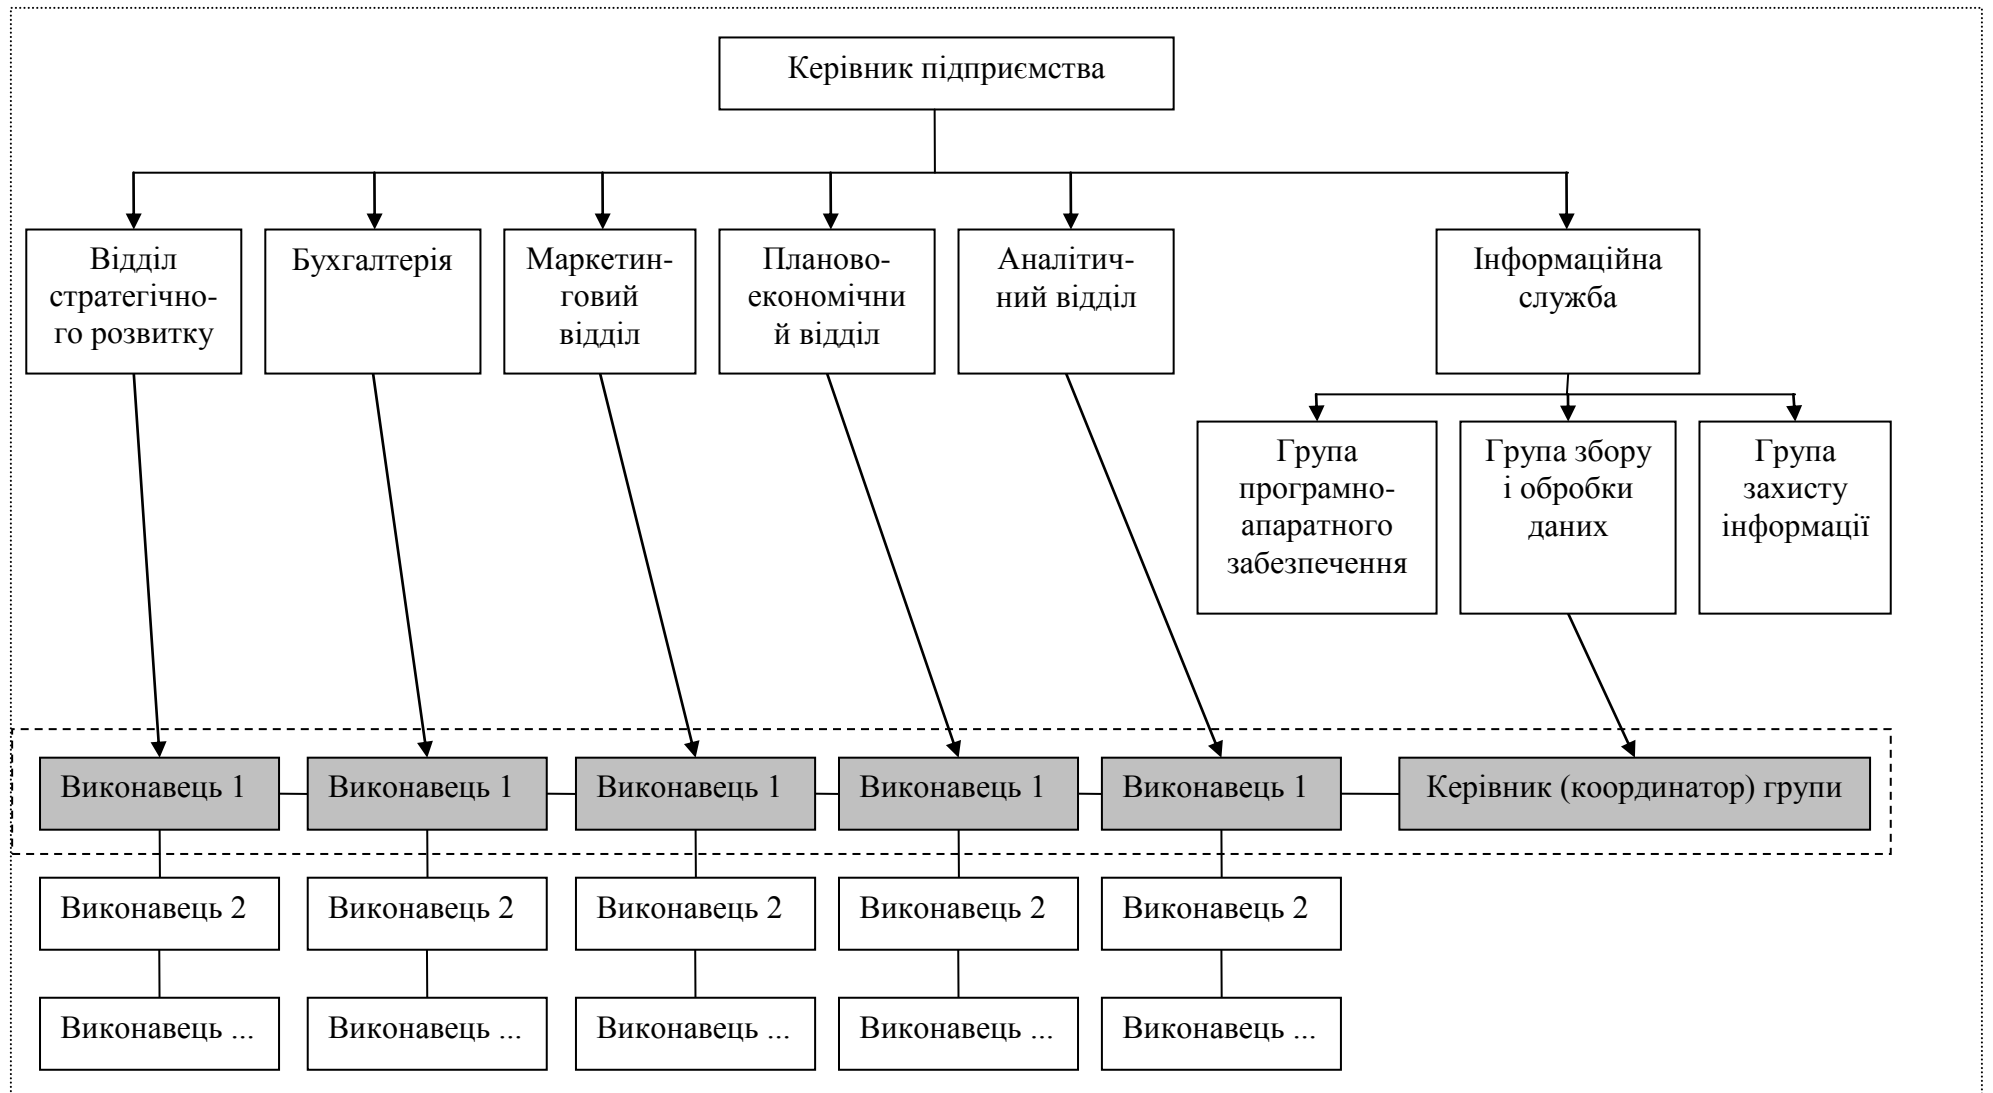 Керівник підприємства
Відділ
стратегічно-
го розвитку
Бухгалтерія
Маркетин-
говий
відділ
Планово-
економічни
й відділ
Аналітич-
ний відділ
Інформаційна
служба
Група
програмно-
апаратного
забезпечення
Група збору
і обробки
даних
Група
захисту
інформації
Виконавець 1
Виконавець 1
Виконавець 1
Виконавець 1
Виконавець 1
Керівник (координатор) групи
Виконавець 2
Виконавець 2
Виконавець 2
Виконавець 2
Виконавець 2
Виконавець ...
Виконавець ...
Виконавець ...
Виконавець ...
Виконавець ...